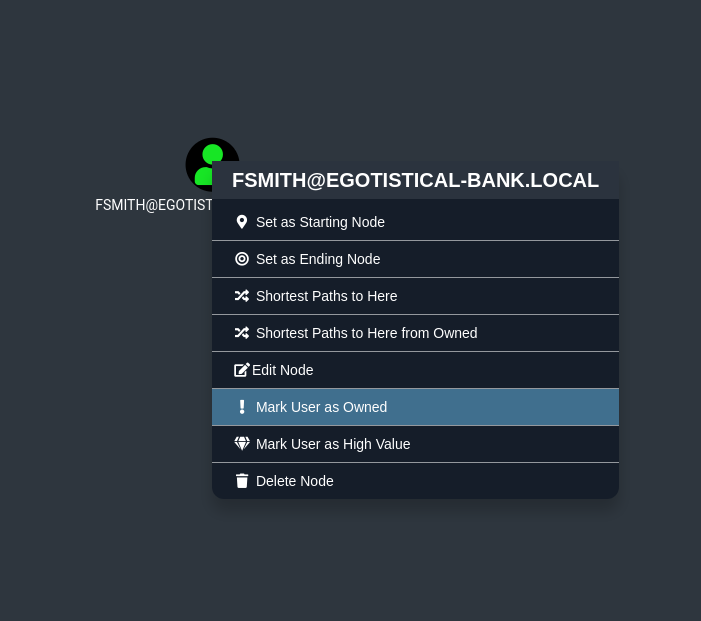 FSMITH@EGOTISTICAL-BANK.LOCAL
FSMITH@EGOTIST
Set as Starting Node
Set as Ending Node
Shortest Paths to Here
Shortest Paths to Here from Owned
Edit Node
Mark User as Owned
Mark User as High Value
Delete Node